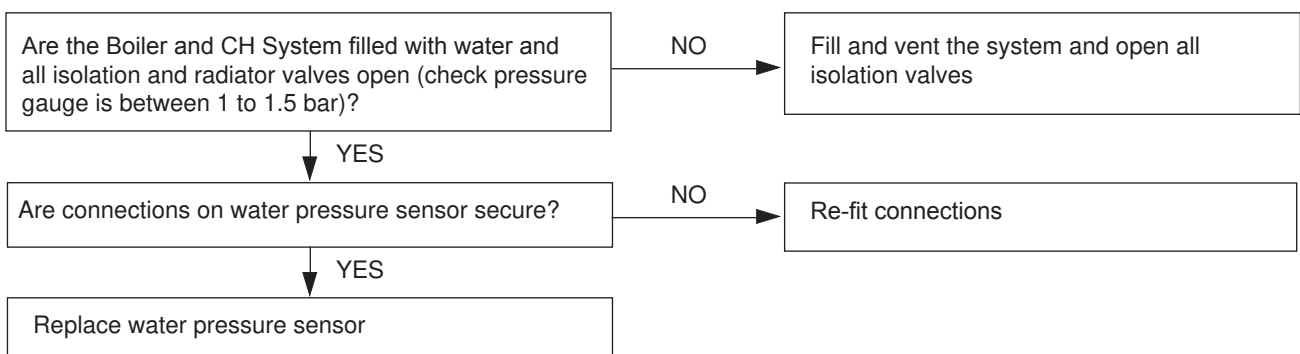 Are the Boiler and CH System filled with water and
all isolation and radiator valves open (check pressure
gauge is between 1 to 1.5 bar)?
NO
Fill and vent the system and open all
isolation valves
YES
Are connections on water pressure sensor secure?
NO
Re-fit connections
YES
Replace water pressure sensor